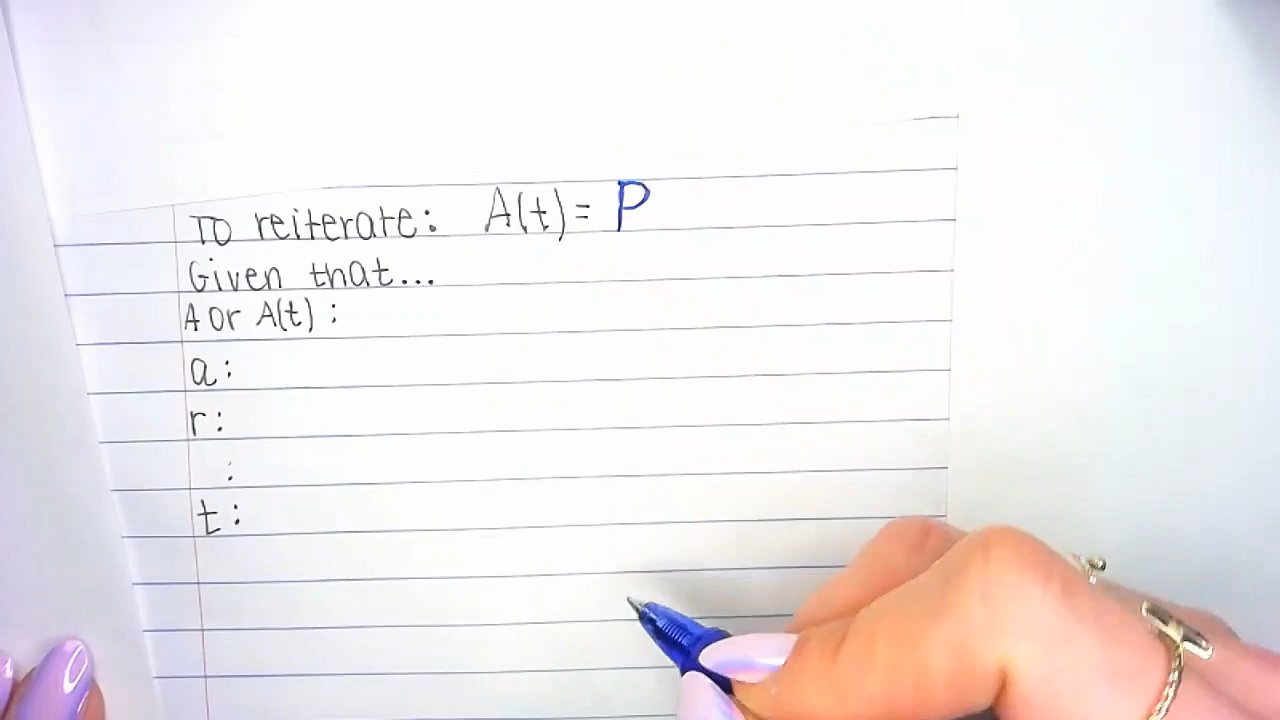 To reiterate: A(t) = P
Given that...
A or A(t) :
a :
r :
:
t :